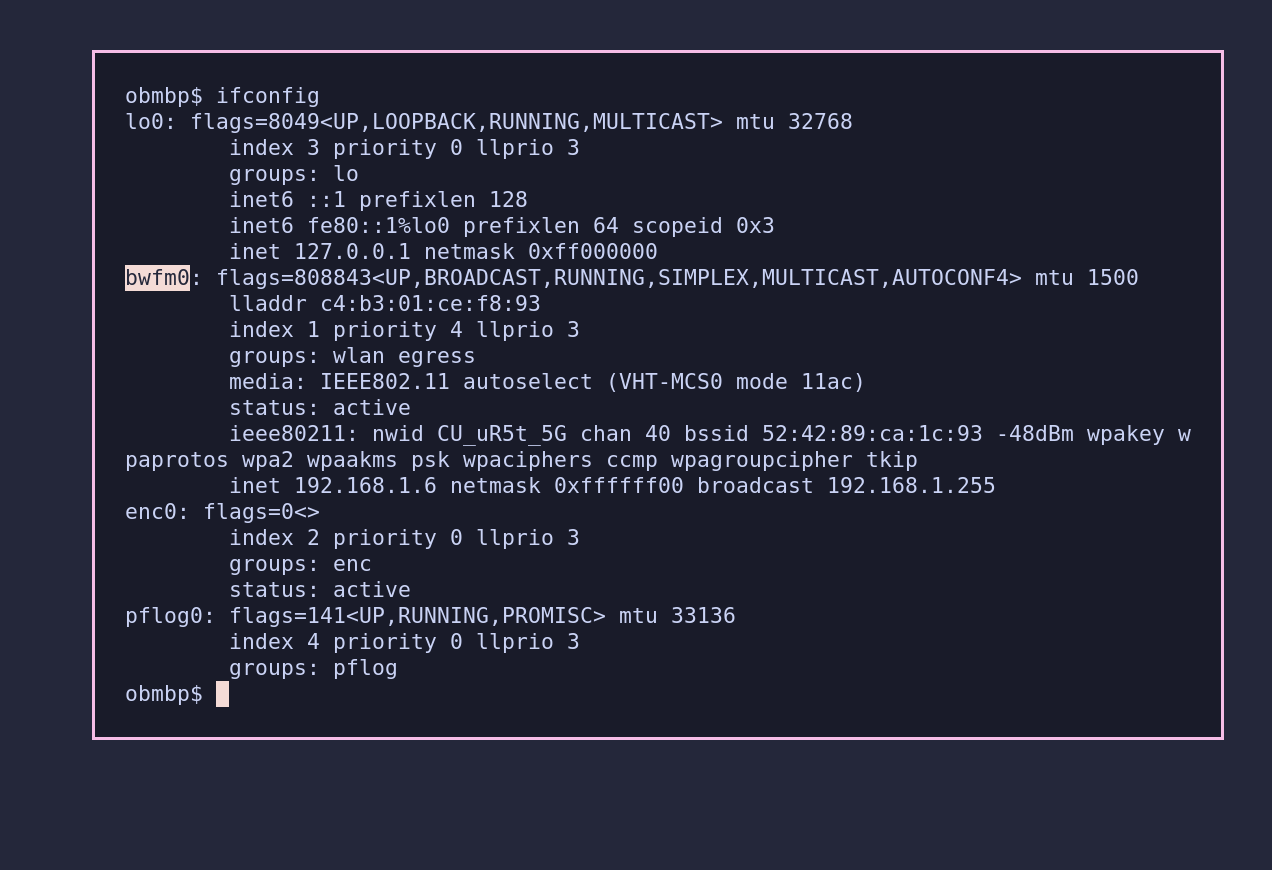 obmbp$ ifconfig
lo0: flags=8049<UP,LOOPBACK,RUNNING,MULTICAST> mtu 32768
        index 3 priority 0 llprio 3
        groups: lo
        inet6 ::1 prefixlen 128
        inet6 fe80::1%lo0 prefixlen 64 scopeid 0x3
        inet 127.0.0.1 netmask 0xff000000
bwfm0: flags=808843<UP,BROADCAST,RUNNING,SIMPLEX,MULTICAST,AUTOCONF4> mtu 1500
        lladdr c4:b3:01:ce:f8:93
        index 1 priority 4 llprio 3
        groups: wlan egress
        media: IEEE802.11 autoselect (VHT-MCS0 mode 11ac)
        status: active
        ieee80211: nwid CU_uR5t_5G chan 40 bssid 52:42:89:ca:1c:93 -48dBm wpakey w
paprotos wpa2 wpaakms psk wpaciphers ccmp wpagroupcipher tkip
        inet 192.168.1.6 netmask 0xffffff00 broadcast 192.168.1.255
enc0: flags=0<>
        index 2 priority 0 llprio 3
        groups: enc
        status: active
pflog0: flags=141<UP,RUNNING,PROMISC> mtu 33136
        index 4 priority 0 llprio 3
        groups: pflog
obmbp$